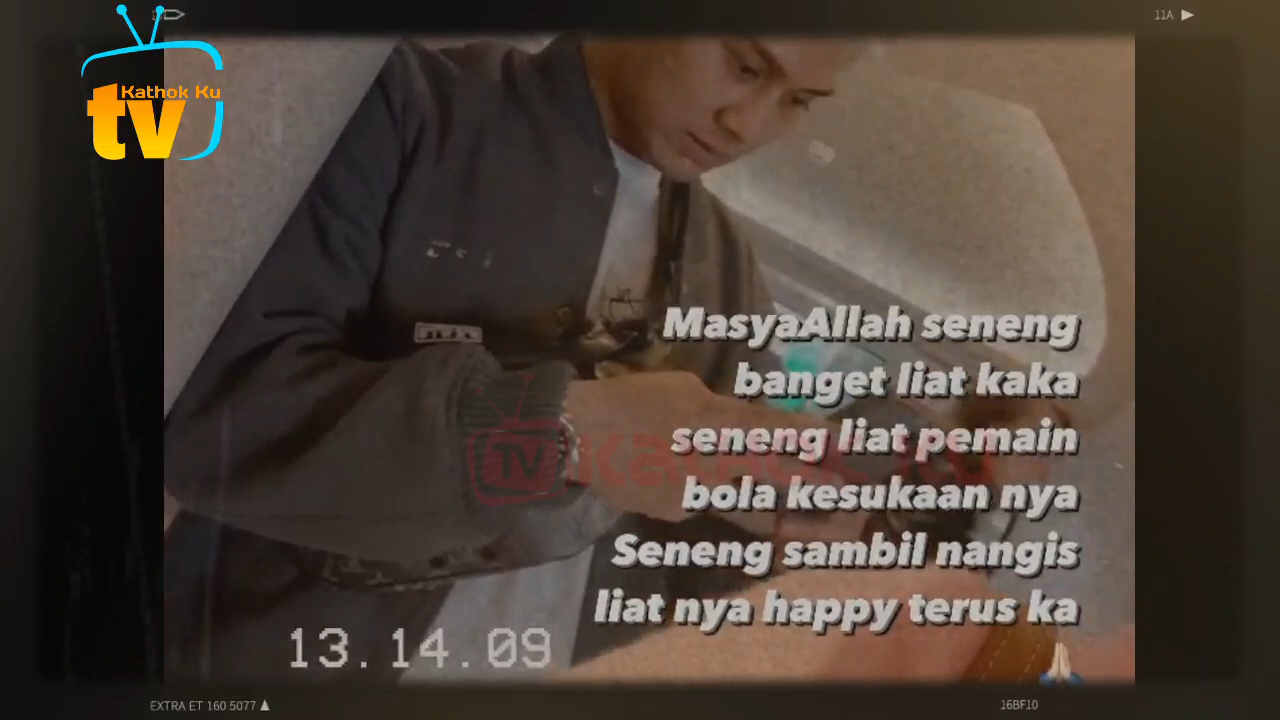 11A
Kathok Ku
tv
MasyaAllah seneng
banget liat kaka
seneng liat pemain
bola kesukaan nya
Seneng sambil nangis
liat nya happy terus ka
TV
13.14.09
EXTRA ET 160 5077
16BF10